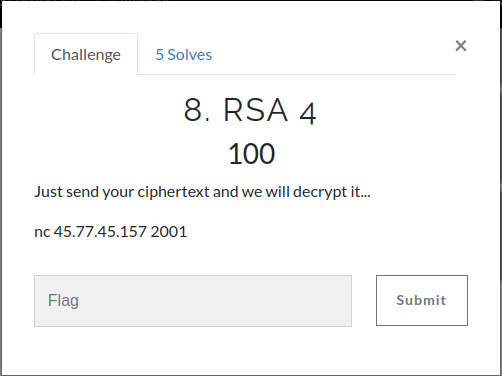 Challenge
5 Solves
×
8. RSA 4
100
Just send your ciphertext and we will decrypt it...
nc 45.77.45.157 2001
Flag
Submit